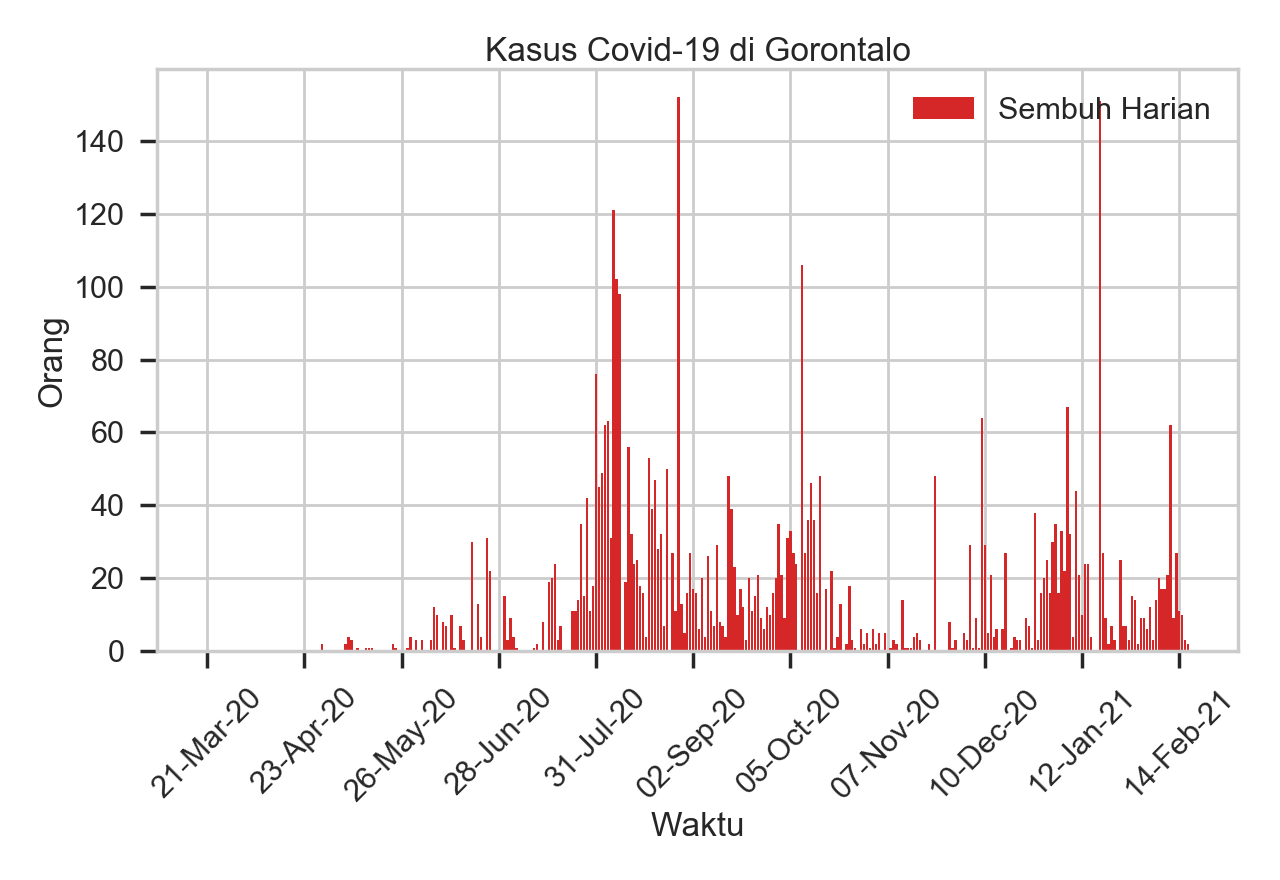 Kasus Covid-19 di Gorontalo
Sembuh Harian
Orang
140
120
100
80
60
40
20
0
21-Mar-20
23-Apr-20
26-May-20
28-Jun-20
31-Jul-20
02-Sep-20
05-Oct-20
07-Nov-20
10-Dec-20
12-Jan-21
14-Feb-21
Waktu